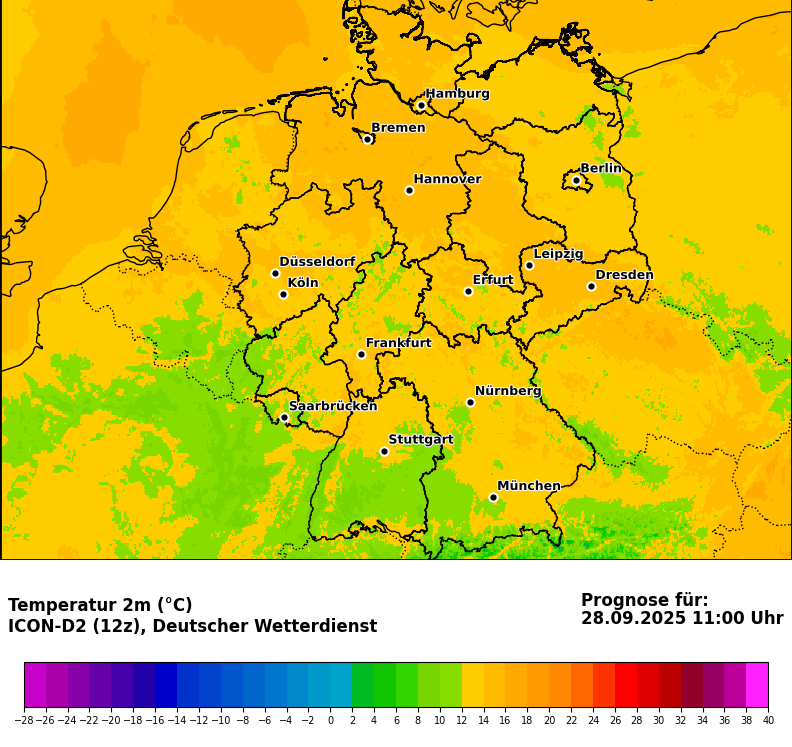 Hamburg
Bremen
Berlin
Hannover
Leipzig
Düsseldorf
Dresden
Erfurt
Köln
Frankfurt
Nürnberg
Saarbrücken
Stuttgart
München
Temperatur 2m (°C)
ICON-D2 (12z), Deutscher Wetterdienst
Prognose für:
28.09.2025 11:00 Uhr
−28 −26 −24 −22 −20 −18 −16 −14 −12 −10 −8 −6 −4 −2 0 2 4 6 8 10 12 14 16 18 20 22 24 26 28 30 32 34 36 38 40